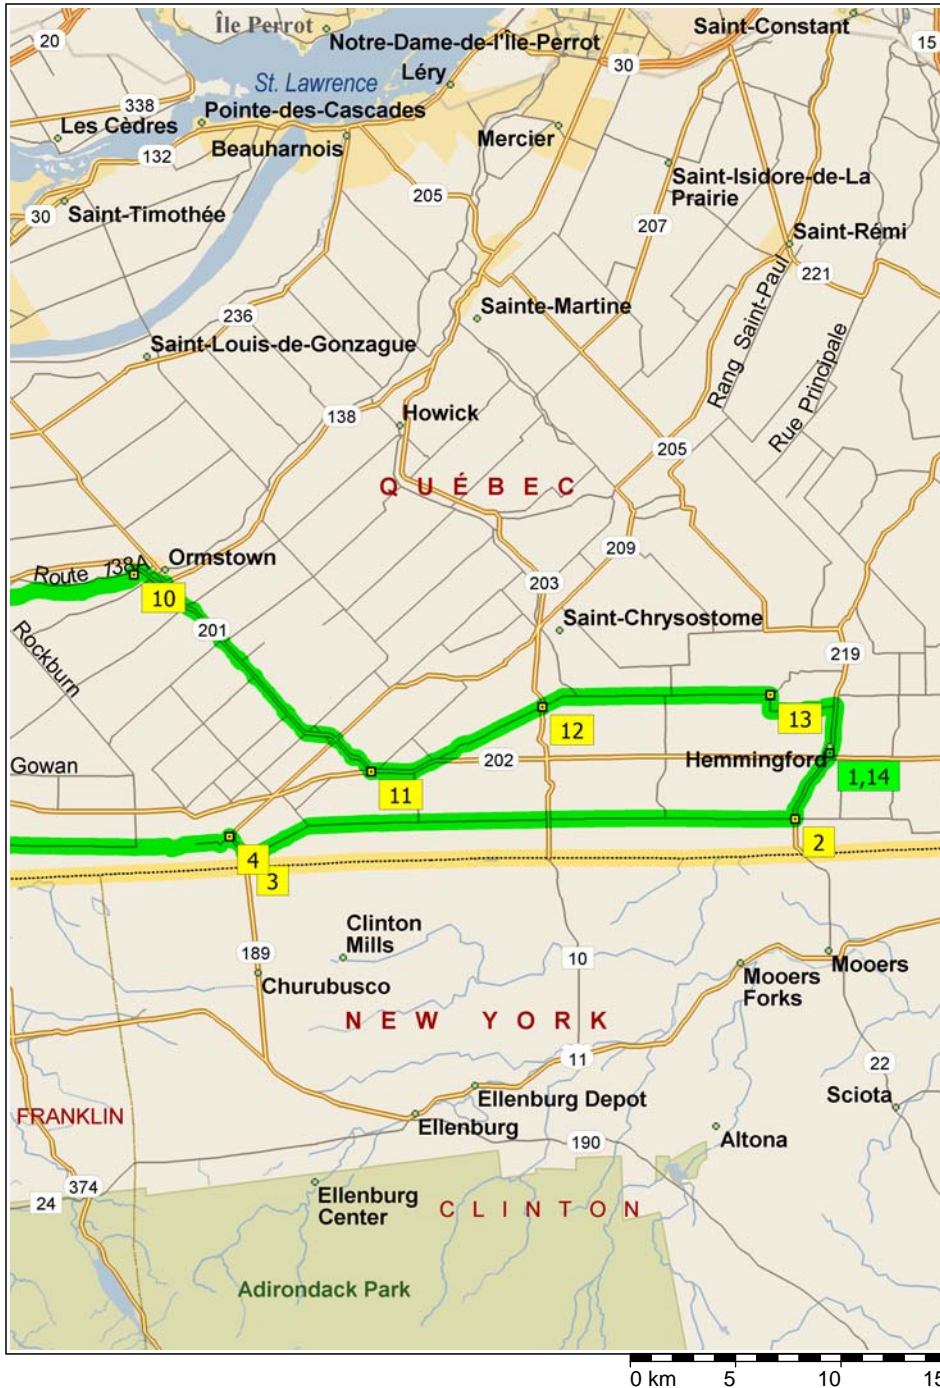 Île Perrot
Saint-Constant
20
Notre-Dame-de-l'Île-Perrot
15
30
St. Lawrence
Léry
338
Pointe-des-Cascades
Les Cèdres
Mercier
Beauharnois
132
Saint-Isidore-de-La
Prairie
205
30
Saint-Timothée
207
Saint-Rémi
221
Sainte-Martine
236
Rang Saint-Paul
Saint-Louis-de-Gonzague
Rue Principale
138
Howick
205
QUÉBEC
209
Ormstown
Route 138A
203
10
Saint-Chrysostome
201
Rockburn
219
13
12
Gowan
202
Hemmingford
1,14
11
2
4
3
Clinton
Mills
189
10
Mooers
Churubusco
Mooers
Forks
NEW YORK
11
22
Sciota
Ellenburg Depot
FRANKLIN
Ellenburg
190
Altona
374
24
Ellenburg
Center
CLINTON
Adirondack Park
0 km 5 10 15